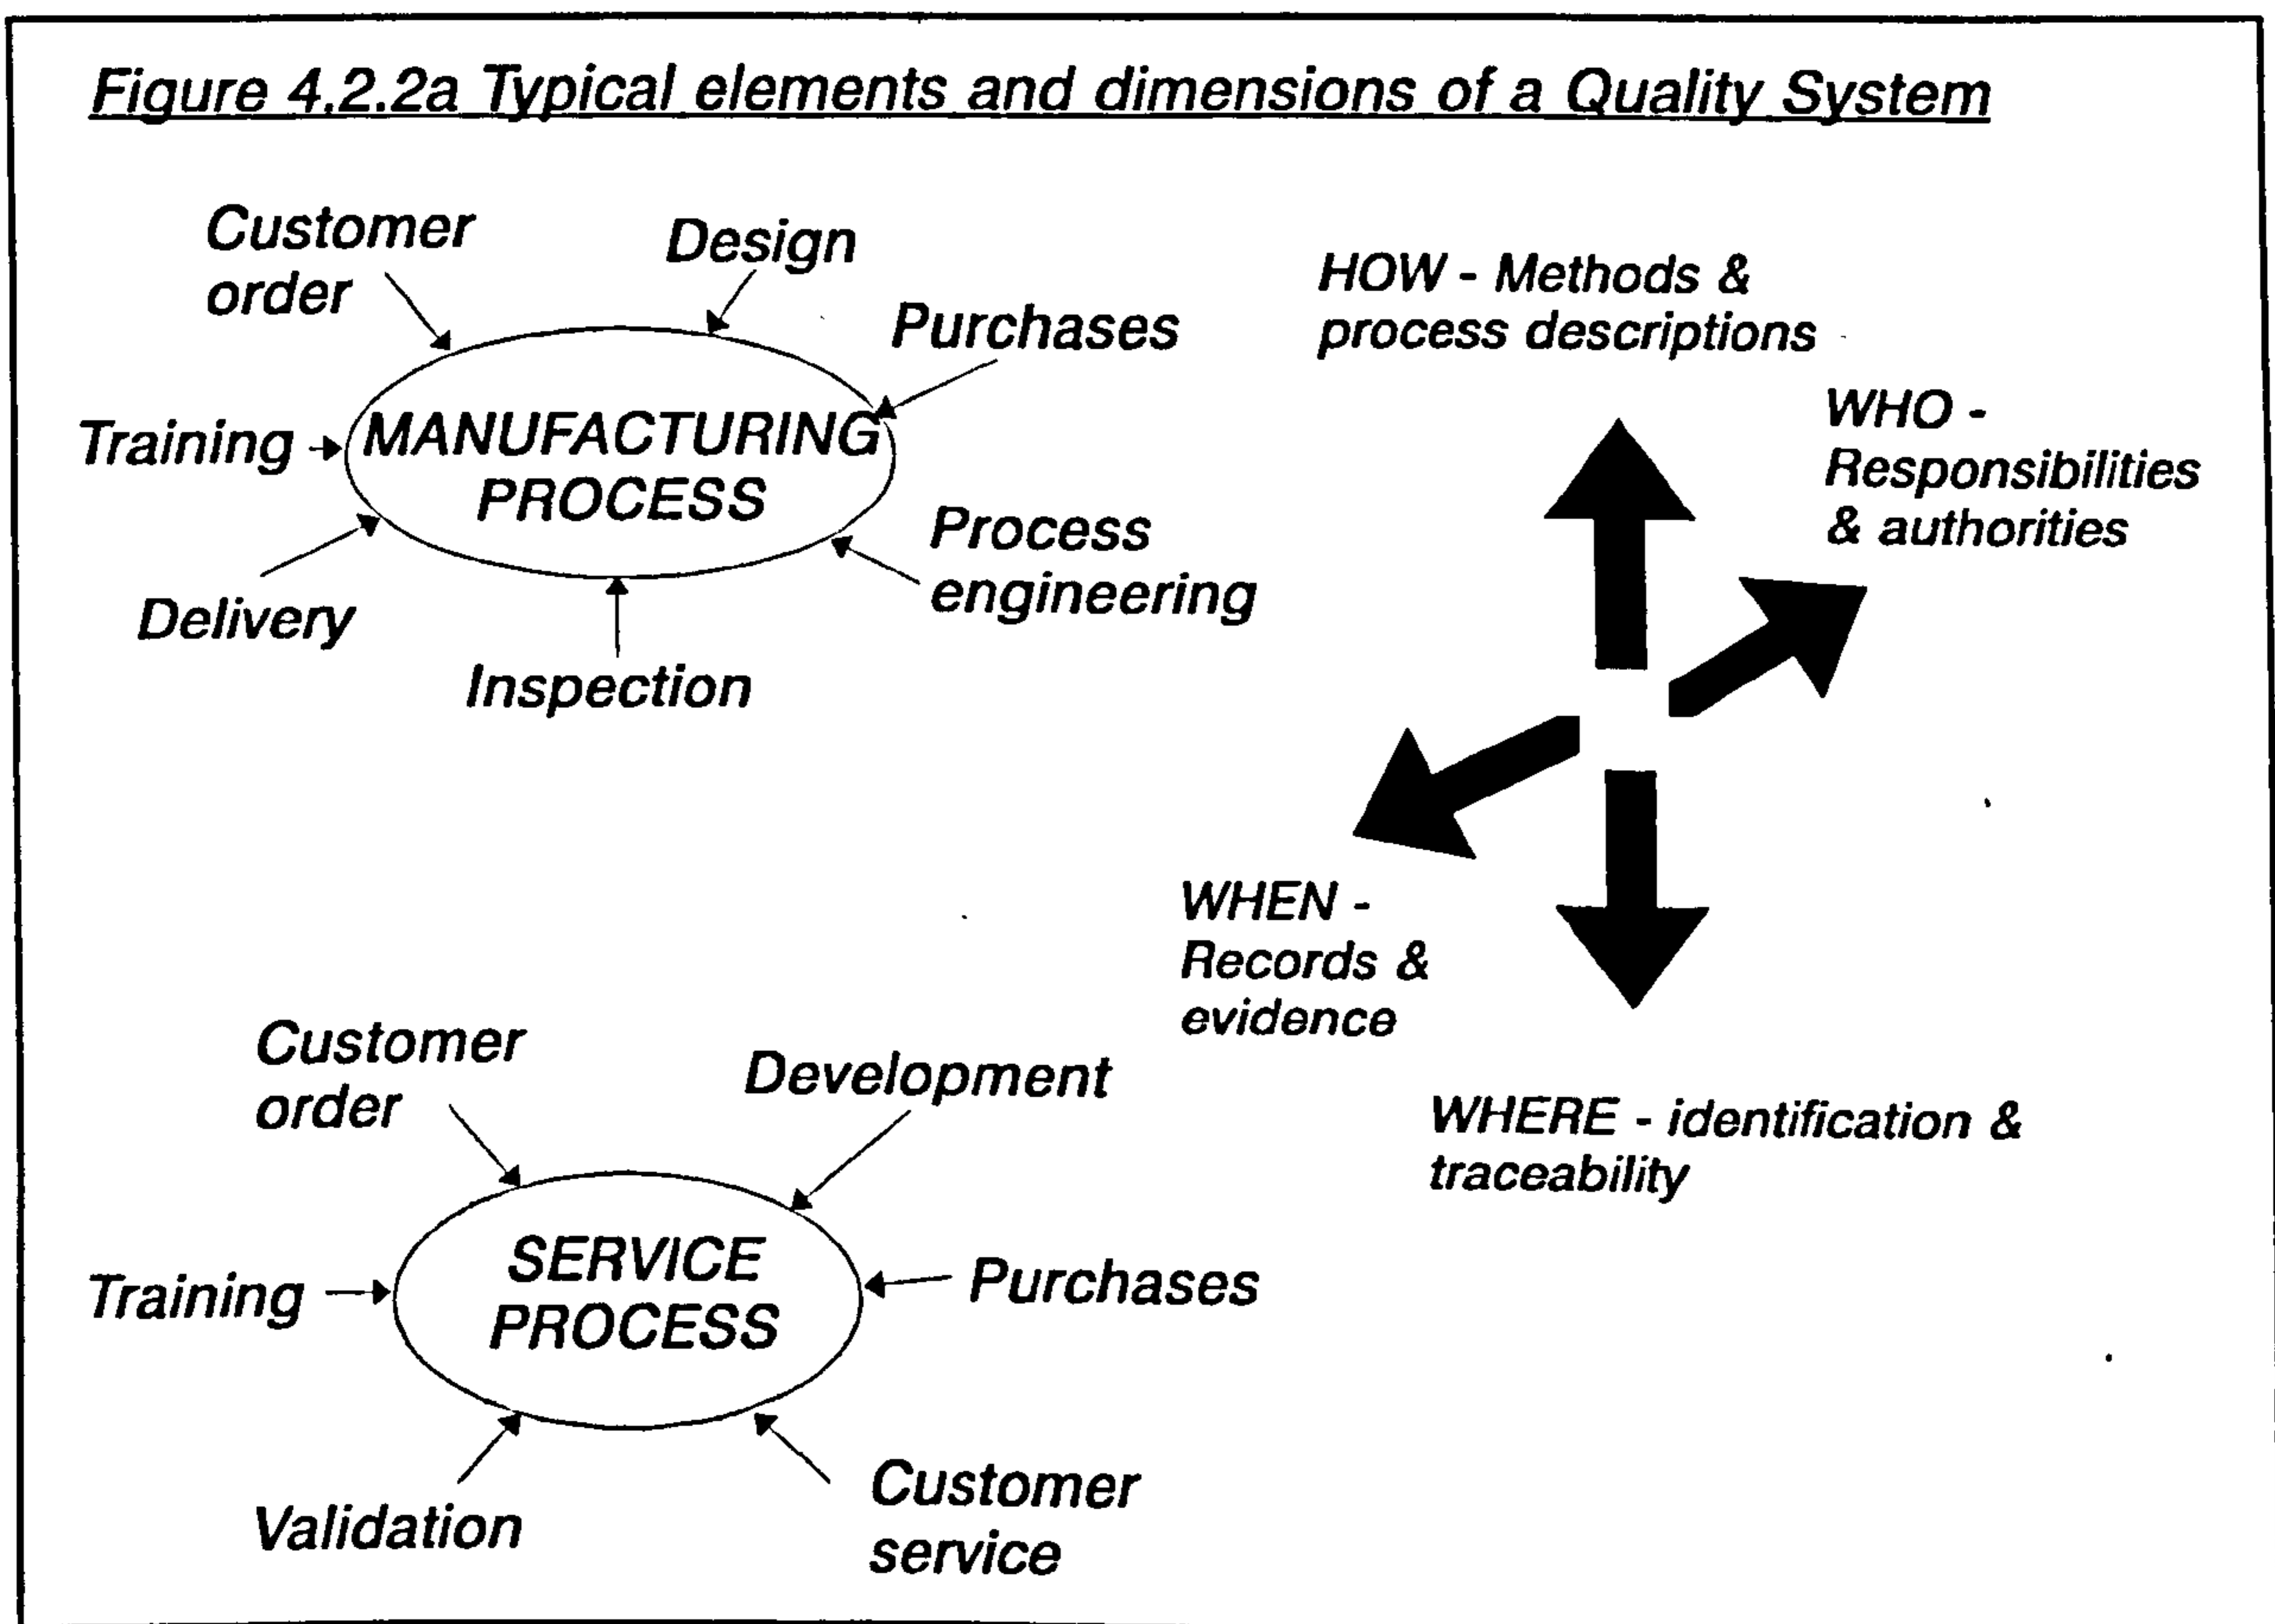 Figure 4.2.2a Typical elements and dimensions of a Quality System
Customer
order
Design
Purchases
Training
MANUFACTURING
PROCESS
Process
engineering
Delivery
Inspection
HOW - Methods &
process descriptions
WHO -
Responsibilities
& authorities
WHEN -
Records &
evidence
WHERE - identification &
traceability
Customer
order
Development
Training
SERVICE
PROCESS
Purchases
Validation
Customer
service